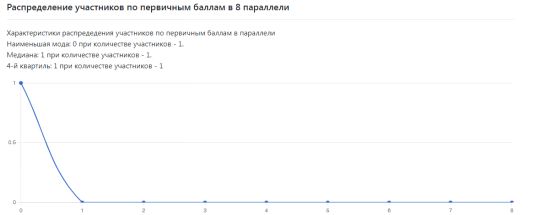 Распределение участников по первичным баллам в 8 параллели
Характеристики распределения участников по первичным баллам в параллели
Наименьшая мода: 0 при количестве участников - 1.
Медиана: 1 при количестве участников - 1.
4-й квартиль: 1 при количестве участников - 1
1
0.5
0
0 1 2 3 4 5 6 7 8